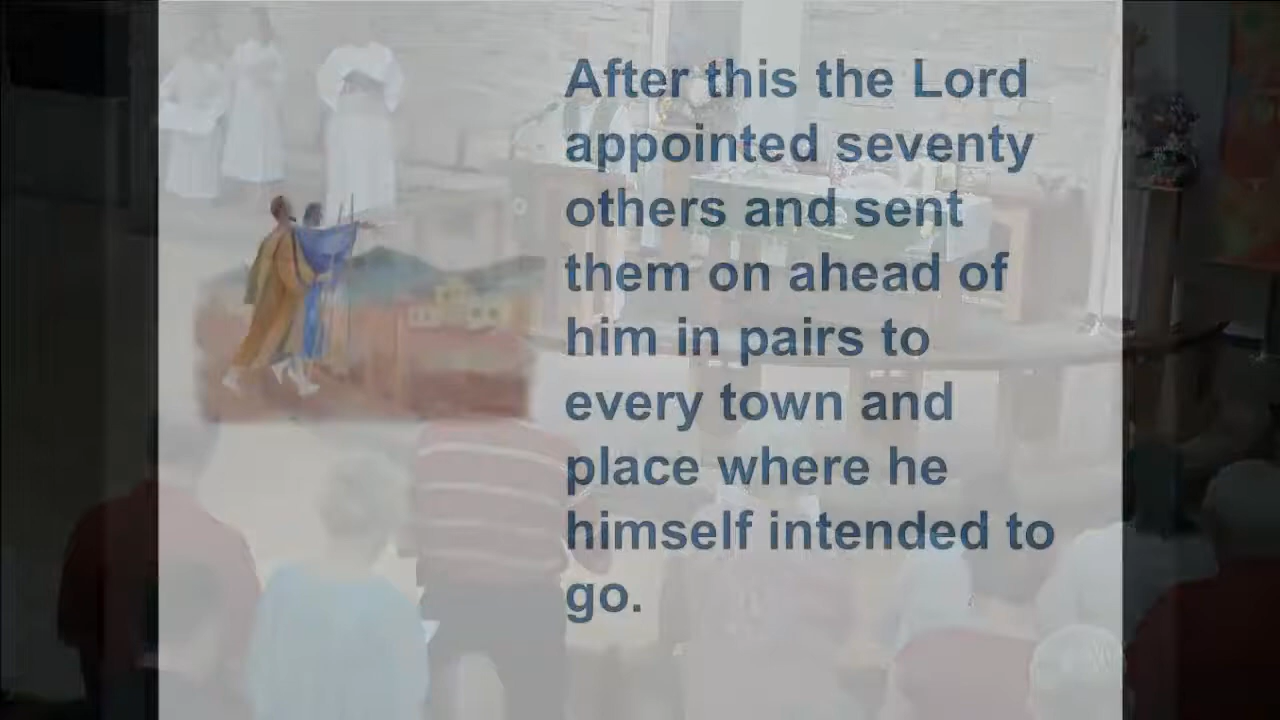 After this the Lord
appointed seventy
others and sent
them on ahead of
him in pairs to
every town and
place where he
himself intended to
go.